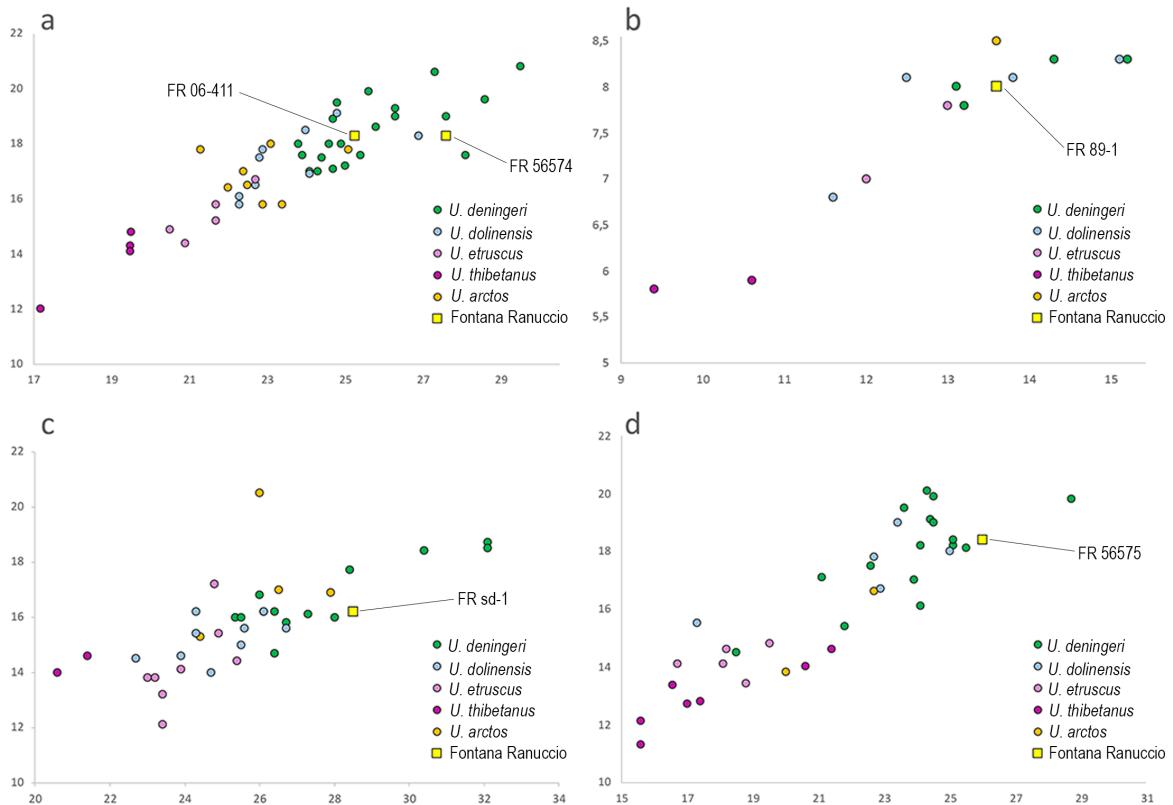 a
22
20
18
16
14
12
10
17 19 21 23 25 27 29
FR 06-411
FR 56574
U. deningeri
U. dolinensis
U. etruscus
U. thibetanus
U. arctos
Fontana Ranuccio
b
8,5
8
7,5
7
6,5
6
5,5
5
9 10 11 12 13 14 15
FR 89-1
U. deningeri
U. dolinensis
U. etruscus
U. thibetanus
U. arctos
Fontana Ranuccio
c
22
20
18
16
14
12
10
20 22 24 26 28 30 32 34
FR sd-1
U. deningeri
U. dolinensis
U. etruscus
U. thibetanus
U. arctos
Fontana Ranuccio
d
22
20
18
16
14
12
10
15 17 19 21 23 25 27 29 31
FR 56575
U. deningeri
U. dolinensis
U. etruscus
U. thibetanus
U. arctos
Fontana Ranuccio